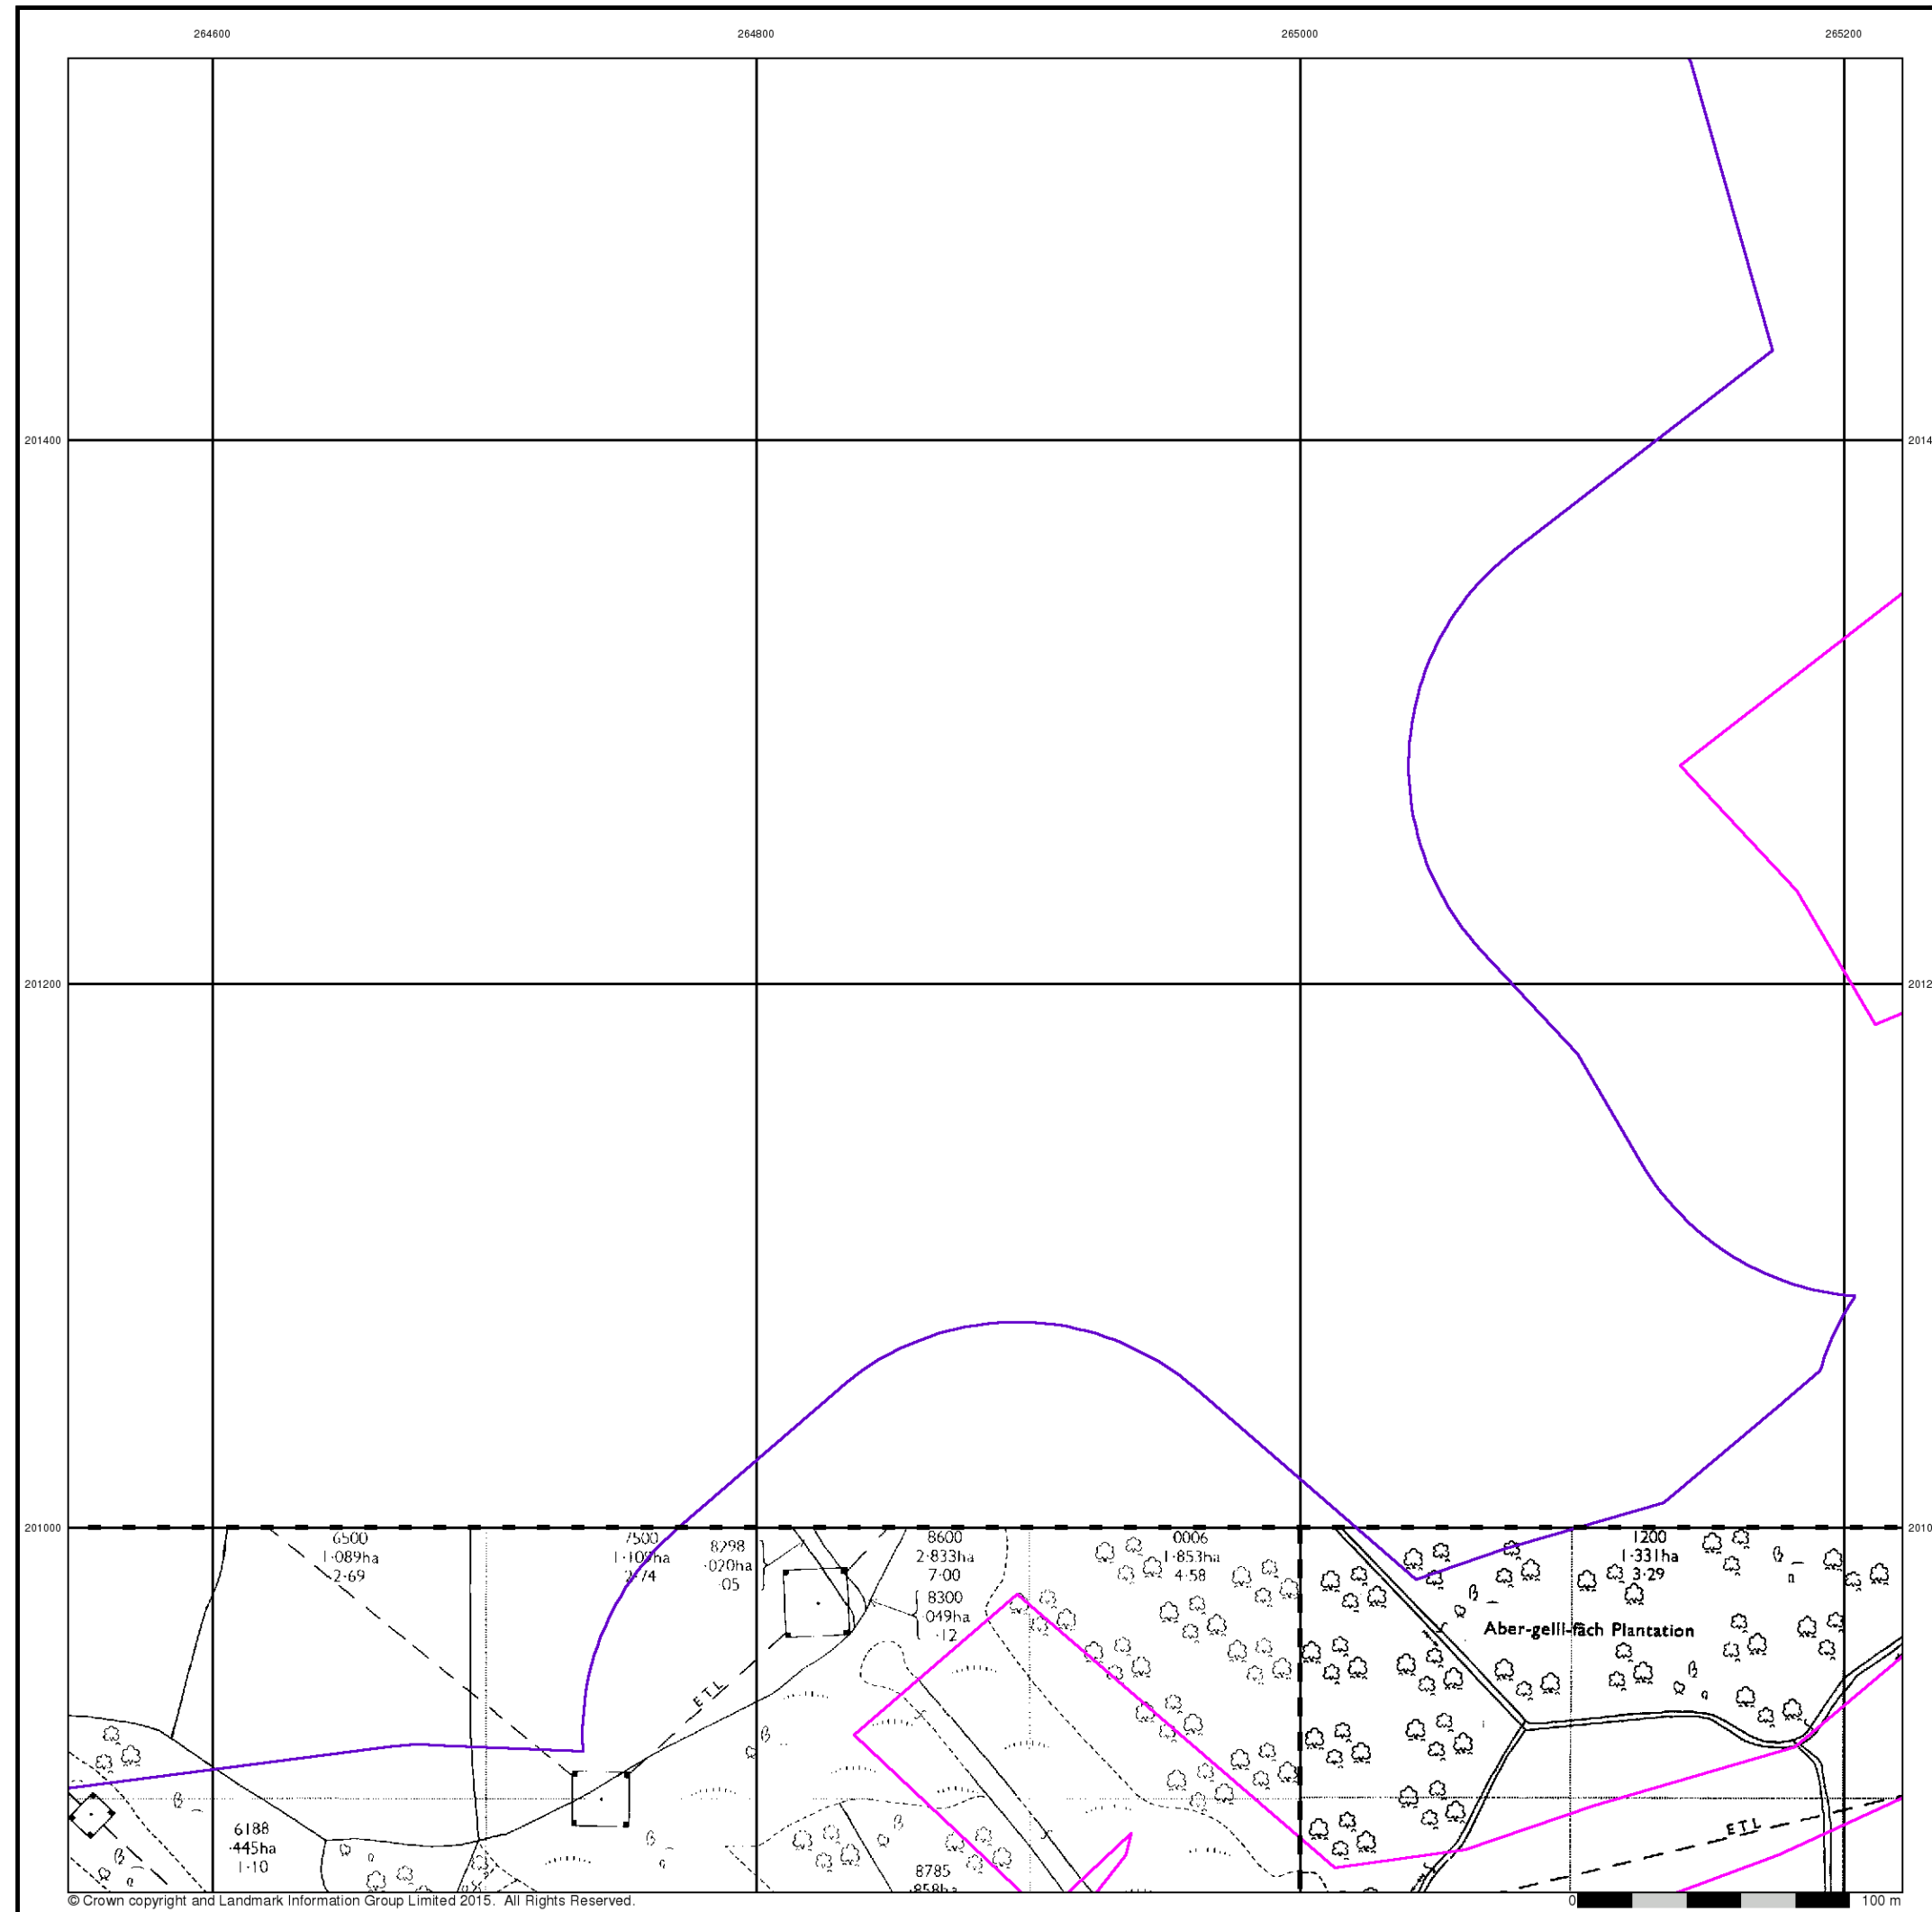 264600 264800 265000 265200
201400
201200
201000
6500
1·089ha
2·69
7500
2·74
8298
·020ha
·05
8600
2·833ha
7·00
8300
·049ha
·12
0006
1·853ha
4·58
1200
1·331ha
3·29
Aber-gelli-fach Plantation
ETL
ETL
6188
·445ha
1·10
8785
·858ha
© Crown copyright and Landmark Information Group Limited 2015. All Rights Reserved.
0 100 m